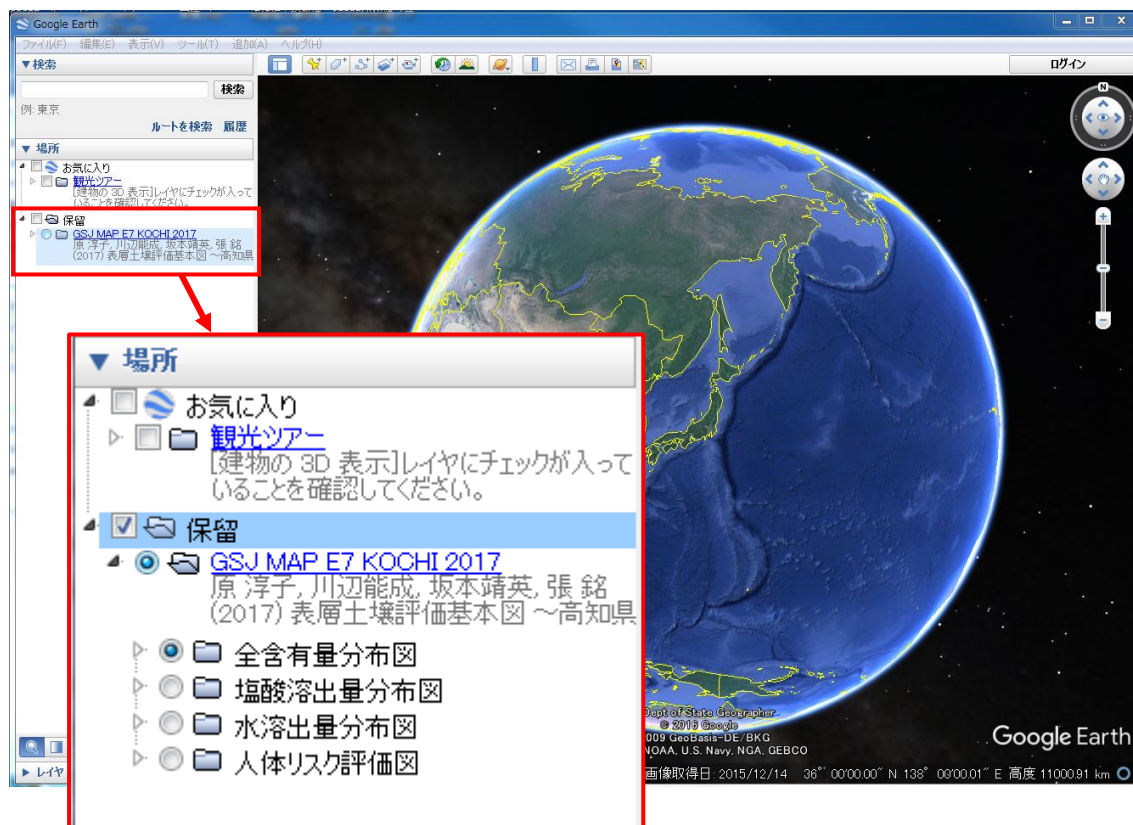 Google Earth
ファイル(F) 編集(E) 表示(V) ツール(T) 追加(A) ヘルプ(H)
▼検索
検索
例: 東京
ルートを検索 履歴
▼ 場所
お気に入り
観光ツアー
[建物の 3D 表示]レイヤにチェックが入って
いることを確認してください。
保留
GSJ MAP E7 KOCHI 2017
原 淳子, 川辺能成, 坂本靖英, 張 銘
(2017) 表層土壌評価基本図 ~高知県
ログイン
N
▼ 場所
お気に入り
観光ツアー
[建物の 3D 表示]レイヤにチェックが入って
いることを確認してください。
保留
GSJ MAP E7 KOCHI 2017
原 淳子, 川辺能成, 坂本靖英, 張 銘
(2017) 表層土壌評価基本図 ~高知県
全含有量分布図
塩酸溶出量分布図
水溶出量分布図
人体リスク評価図
▶ レイヤ
Dept of State Geographer
© 2016 Google
009 GeoBasis-DE/BKG
NOAA, U.S. Navy, NGA, GEBCO
Google Earth
画像取得日: 2015/12/14 36° 00'00.00" N 138° 00'00.01" E 高度 11000.91 km